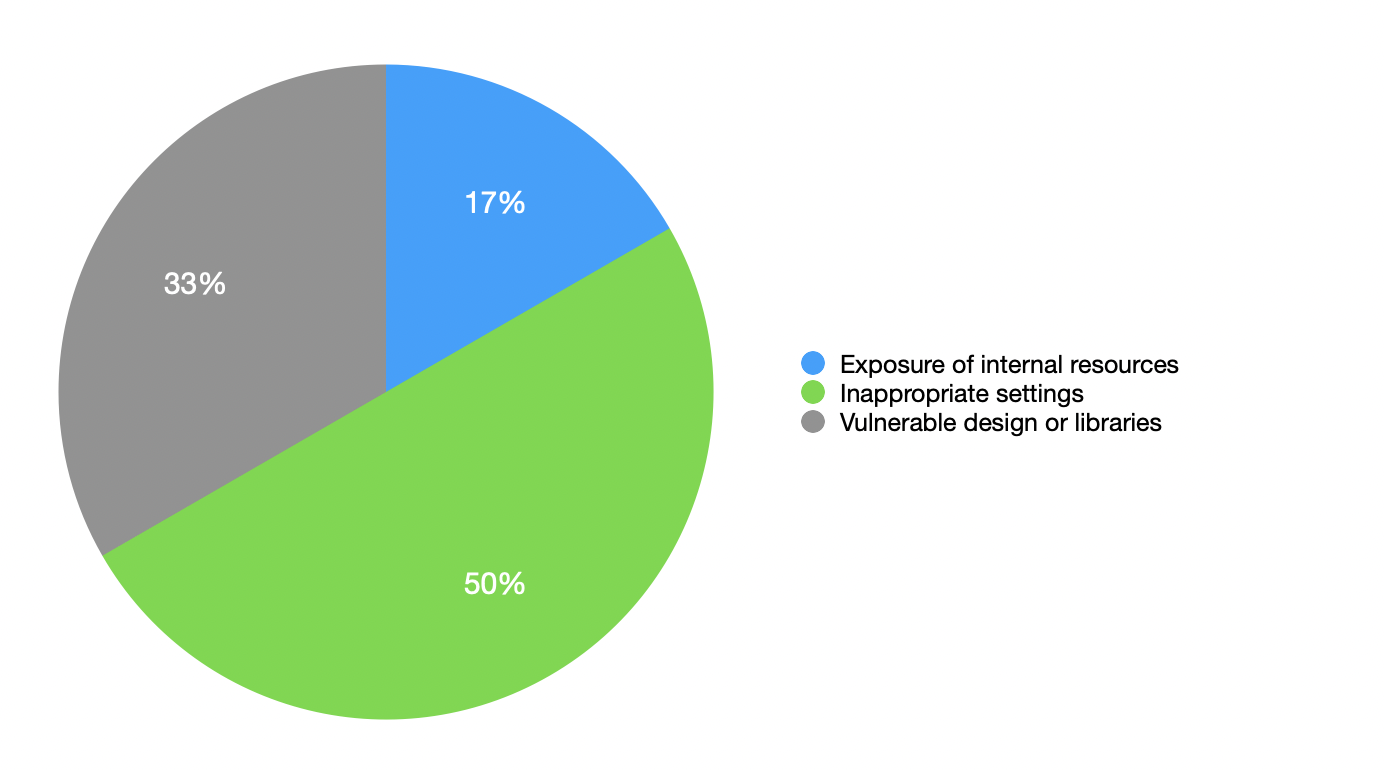 17%
33%
50%
Exposure of internal resources
Inappropriate settings
Vulnerable design or libraries